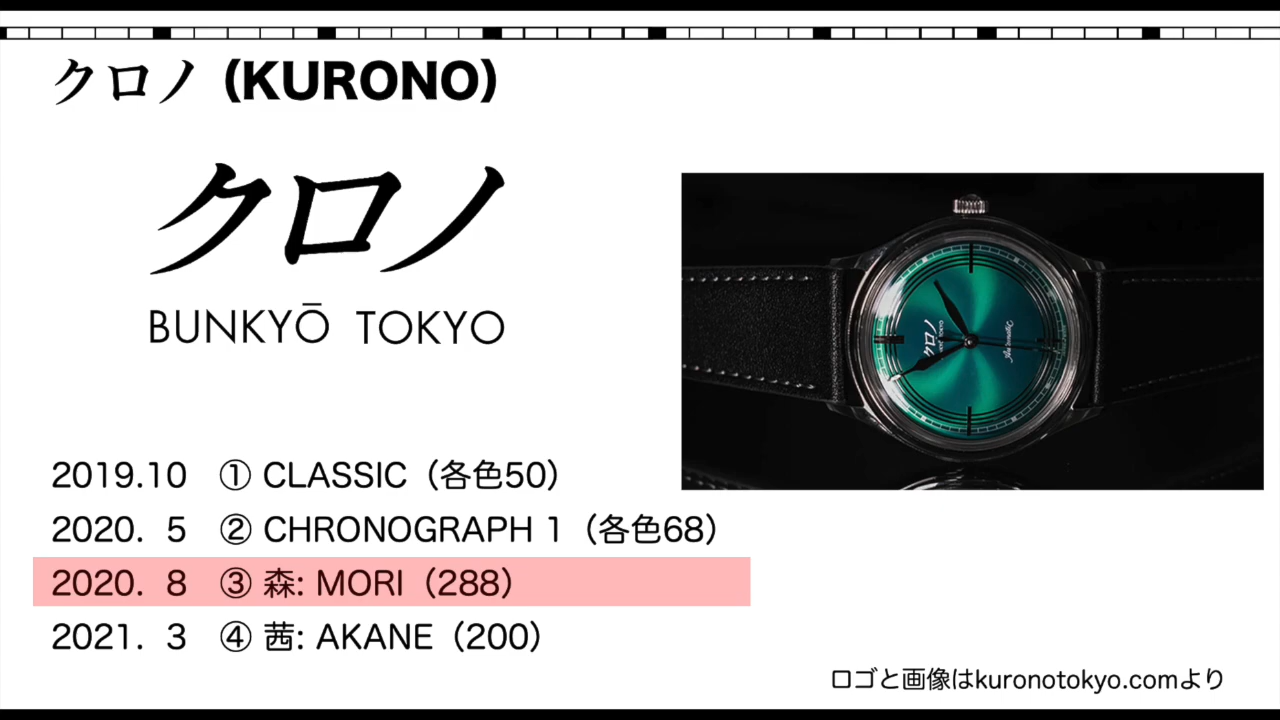 クロノ (KURONO)
クロノ
BUNKYŌ TOKYO
クロノ
2019.10 ① CLASSIC（各色50）
2020. 5 ② CHRONOGRAPH 1（各色68）
2020. 8 ③ 森: MORI（288）
2021. 3 ④ 茜: AKANE（200）
ロゴと画像はkuronotokyo.comより